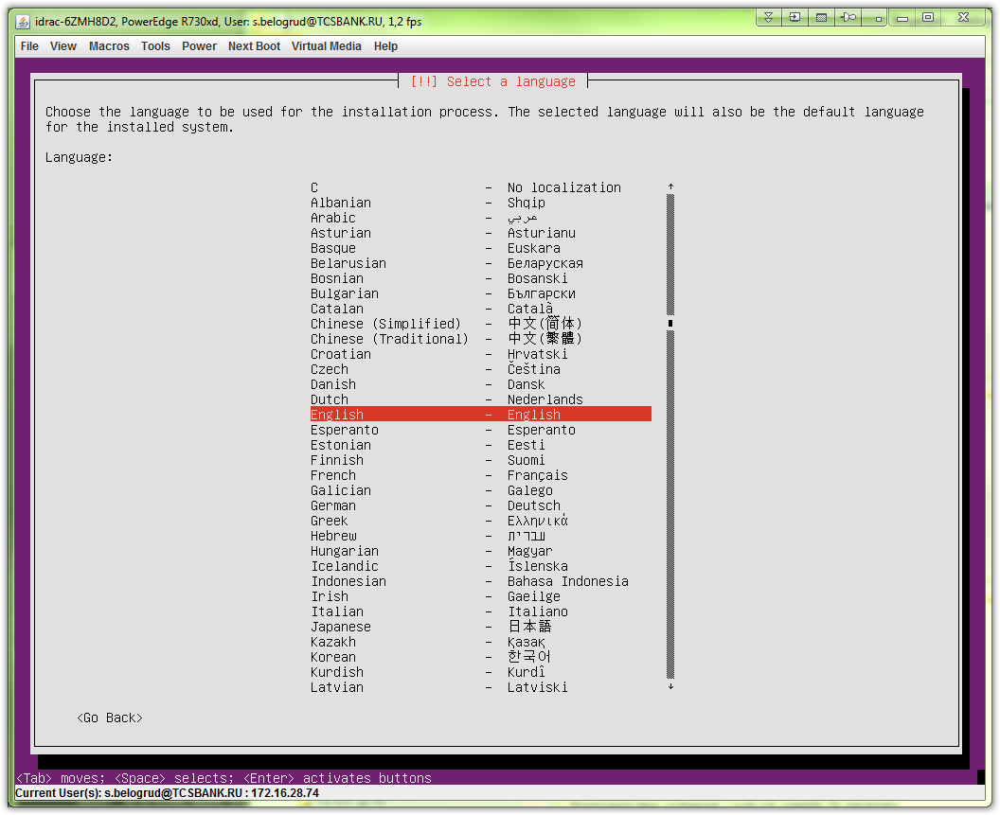 idrac-6ZMH8D2, PowerEdge R730xd, User: s.belogrud@TCSBANK.RU, 1,2 fps
File View Macros Tools Power Next Boot Virtual Media Help
[!!] Select a language
Choose the language to be used for the installation process. The selected language will also be the default language
for the installed system.
Language:
C - No localization
Albanian - Shqip
Arabic - عربي
Asturian - Asturianu
Basque - Euskara
Belarusian - Беларуская
Bosnian - Bosanski
Bulgarian - Български
Catalan - Català
Chinese (Simplified) - 中文(简体)
Chinese (Traditional) - 中文(繁體)
Croatian - Hrvatski
Czech - Čeština
Danish - Dansk
Dutch - Nederlands
English - English
Esperanto - Esperanto
Estonian - Eesti
Finnish - Suomi
French - Français
Galician - Galego
German - Deutsch
Greek - Ελληνικά
Hebrew - עברית
Hungarian - Magyar
Icelandic - Íslenska
Indonesian - Bahasa Indonesia
Irish - Gaeilge
Italian - Italiano
Japanese - 日本語
Kazakh - Қазақ
Korean - 한국어
Kurdish - Kurdî
Latvian - Latviski
<Go Back>
<Tab> moves; <Space> selects; <Enter> activates buttons
Current User(s): s.belogrud@TCSBANK.RU : 172.16.28.74